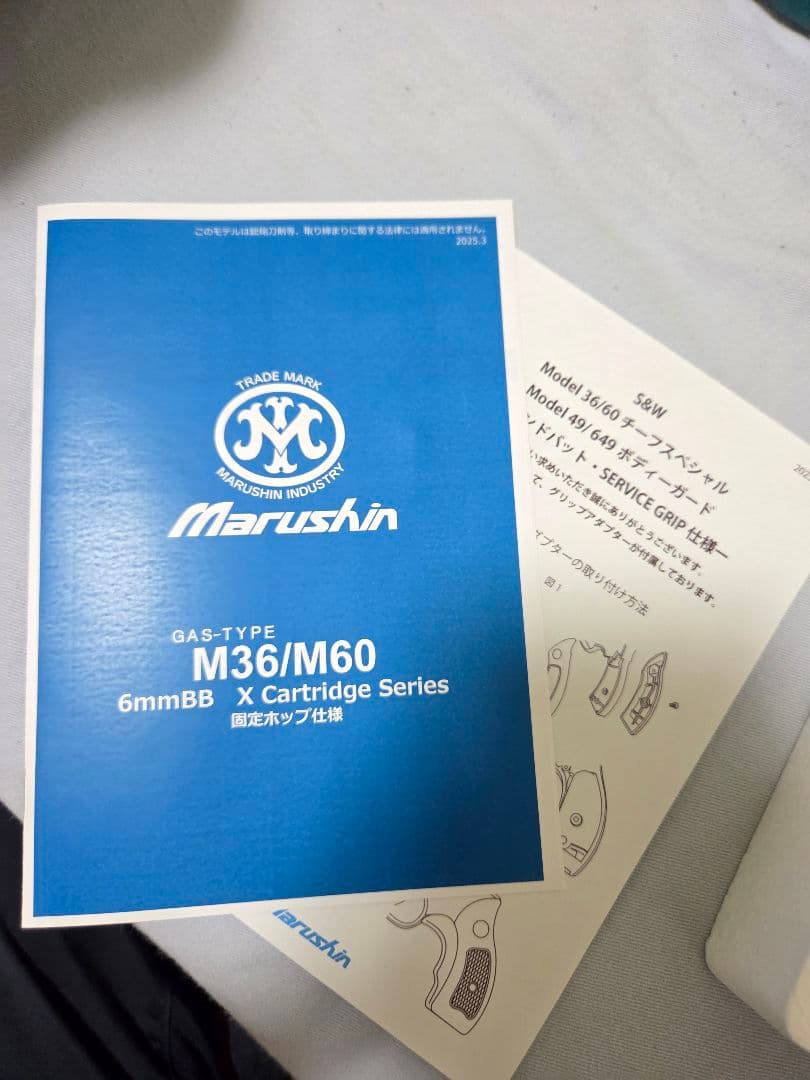 このモデルは銃砲刀剣等、取り締まりに関する法律には適用されません。
2025.3
TRADE MARK
M
MARUSHIN INDUSTRY
Marushin
GAS-TYPE
M36/M60
6mmBB X Cartridge Series
固定ホップ仕様
S&W
Model 36/60 チーフスペシャル
Model 49/ 649 ボディーガード
ンドバット・SERVICE GRIP 仕様ー
い求めいただき誠にありがとうございます。
て、グリップアダプターが付属しております。
ダプターの取り付け方法
図1
Marushin